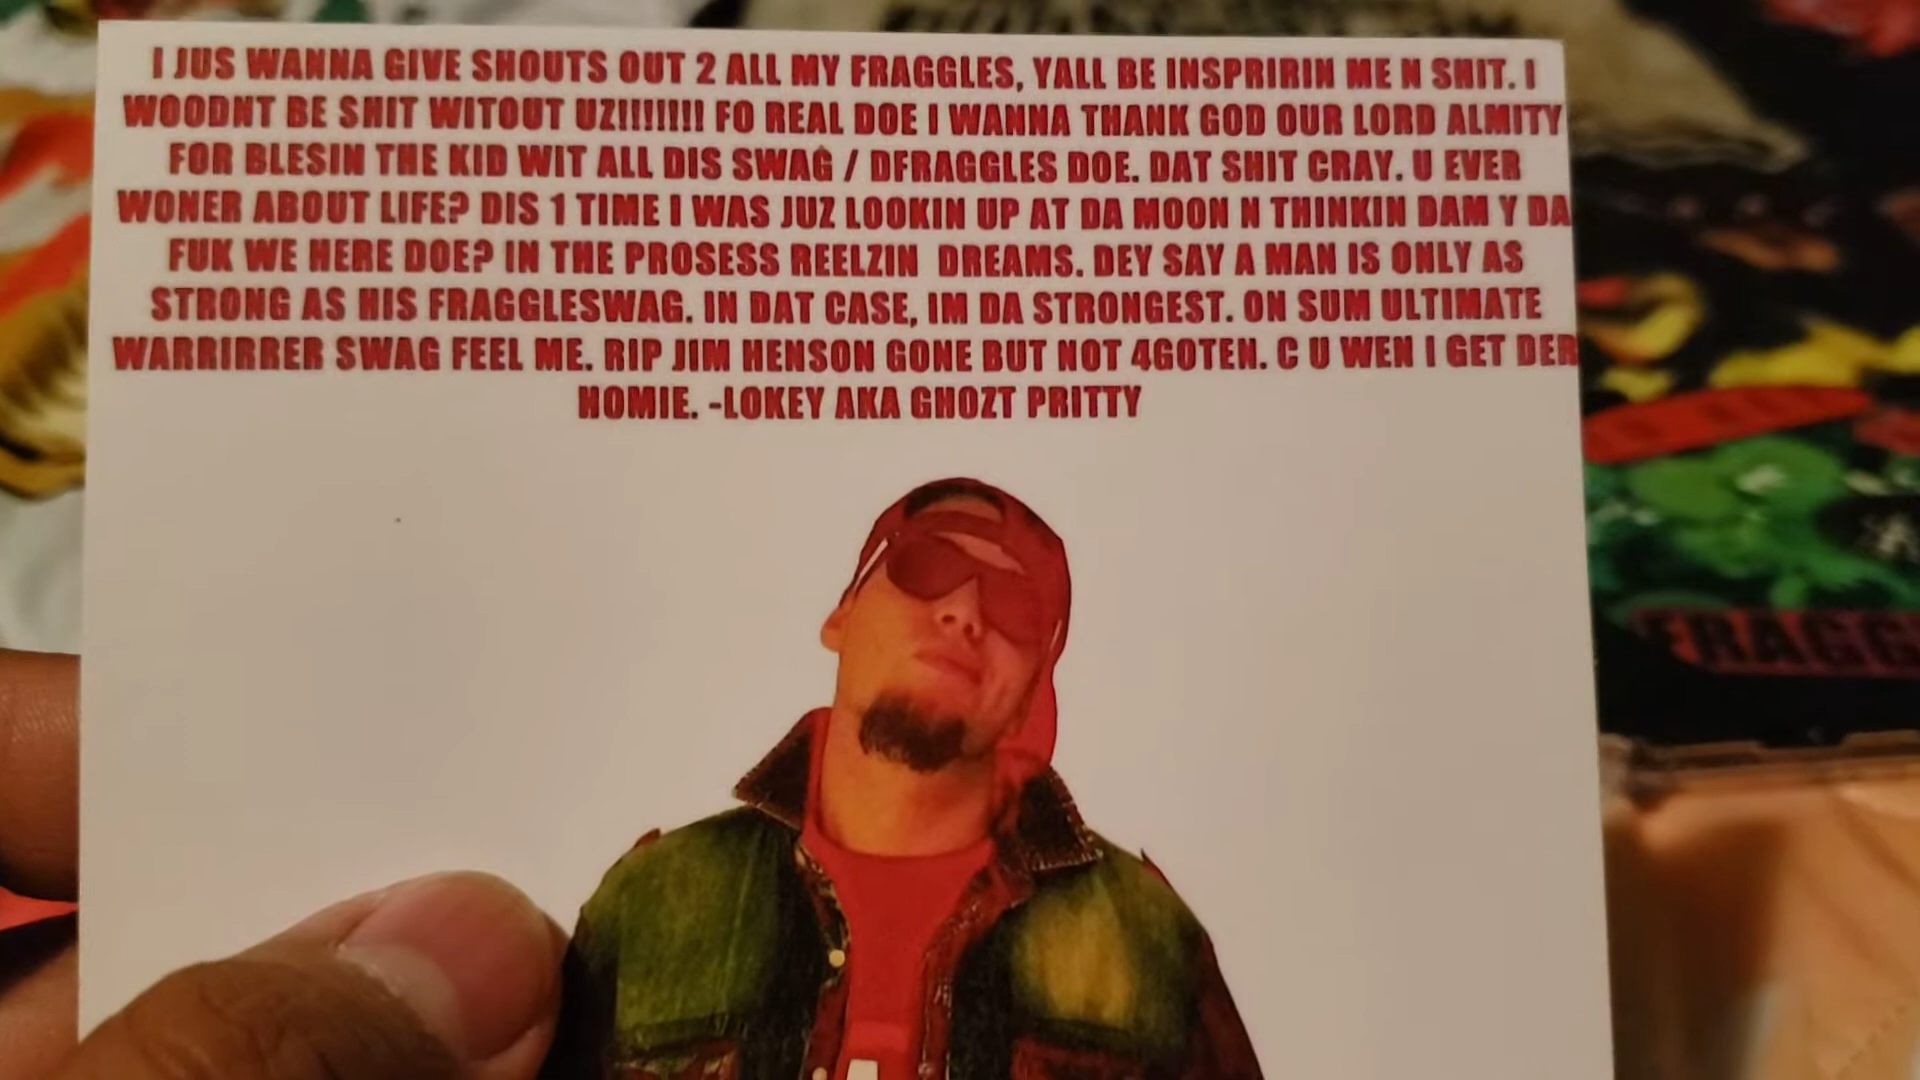 I JUS WANNA GIVE SHOUTS OUT 2 ALL MY FRAGGLES, YALL BE INSPRIRIN ME N SHIT. I
WOODNT BE SHIT WITOUT UZ!!!!!!!! FO REAL DOE I WANNA THANK GOD OUR LORD ALMITY
FOR BLESIN THE KID WIT ALL DIS SWAG / DFRAGGLES DOE. DAT SHIT CRAY. U EVER
WONER ABOUT LIFE? DIS 1 TIME I WAS JUZ LOOKIN UP AT DA MOON N THINKIN DAM Y DA
FUK WE HERE DOE? IN THE PROSESS REELZIN DREAMS. DEY SAY A MAN IS ONLY AS
STRONG AS HIS FRAGGLESWAG. IN DAT CASE, IM DA STRONGEST. ON SUM ULTIMATE
WARRIRRER SWAG FEEL ME. RIP JIM HENSON GONE BUT NOT 4GOTEN. C U WEN I GET DER
HOMIE. -LOKEY AKA GHOZT PRITTY
FRAGG